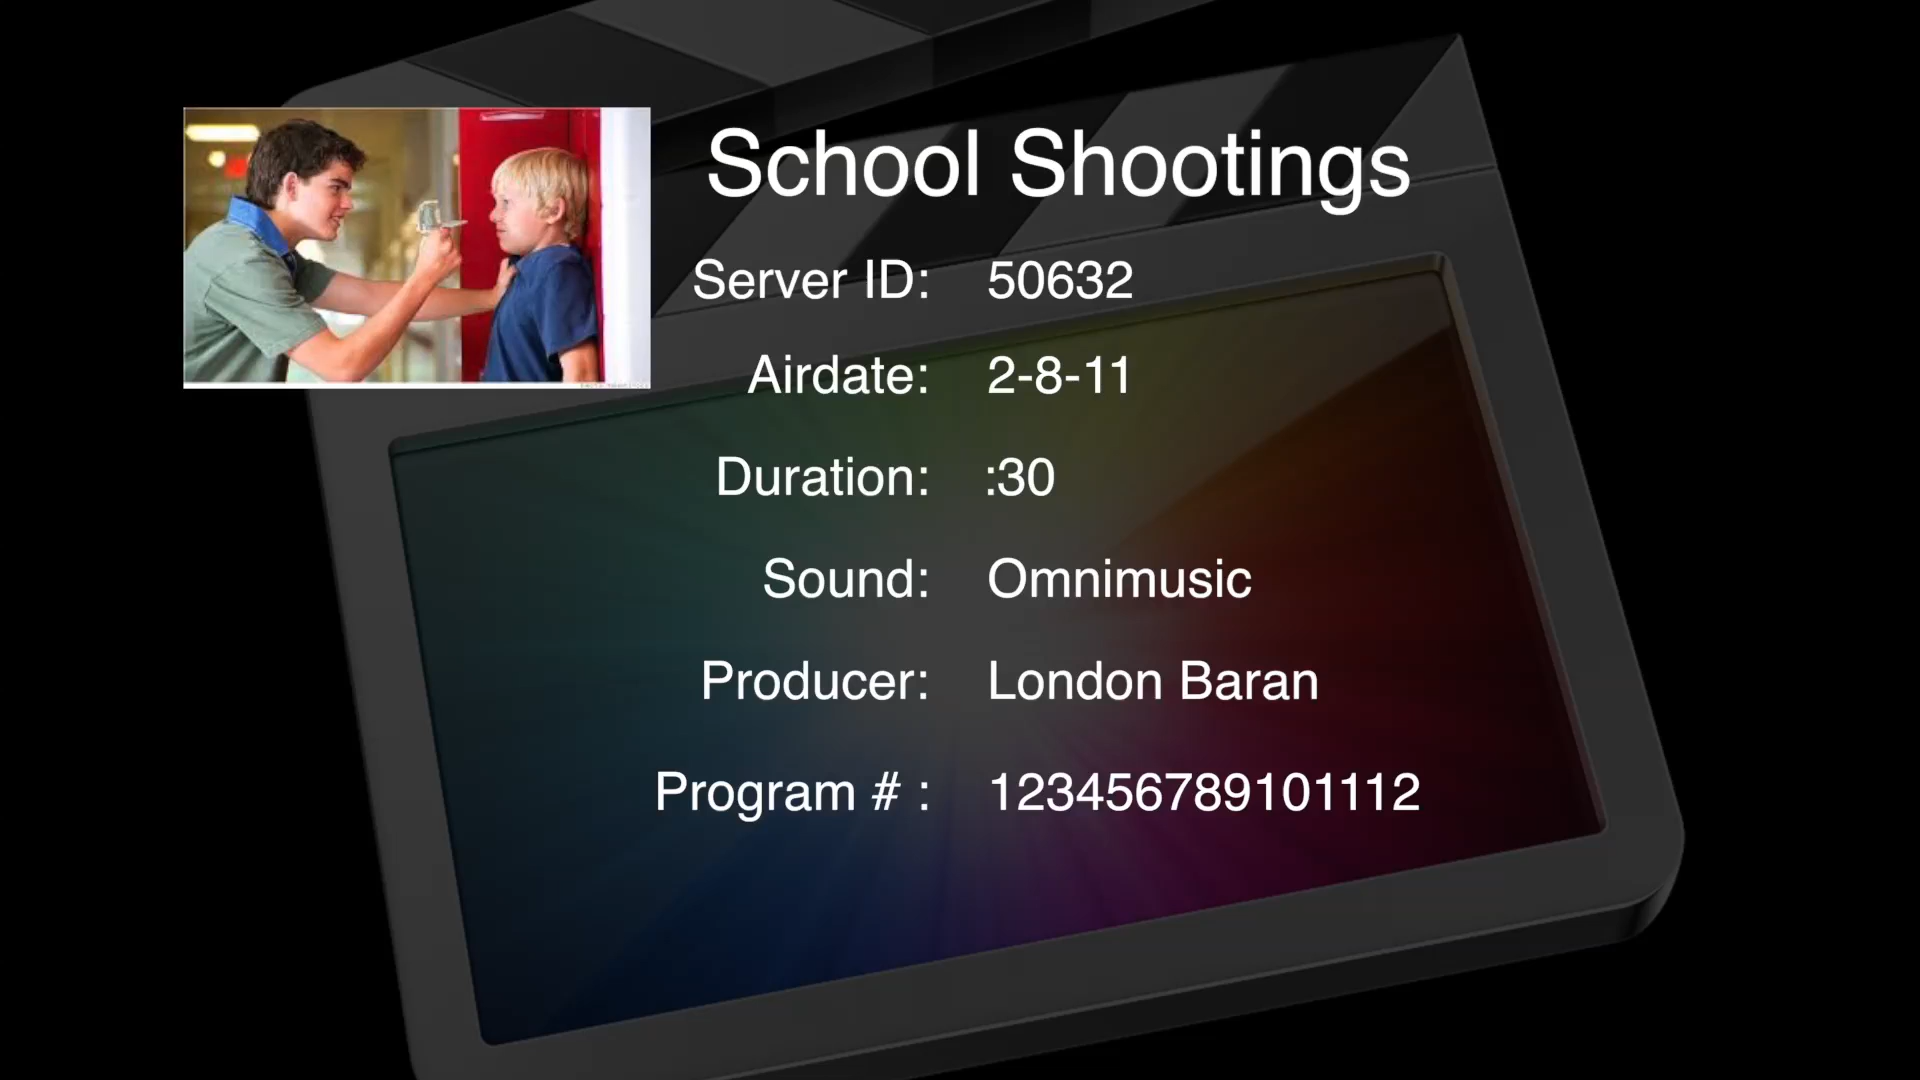 School Shootings
Server ID: 50632
Airdate: 2-8-11
Duration: :30
Sound: Omnimusic
Producer: London Baran
Program # : 123456789101112